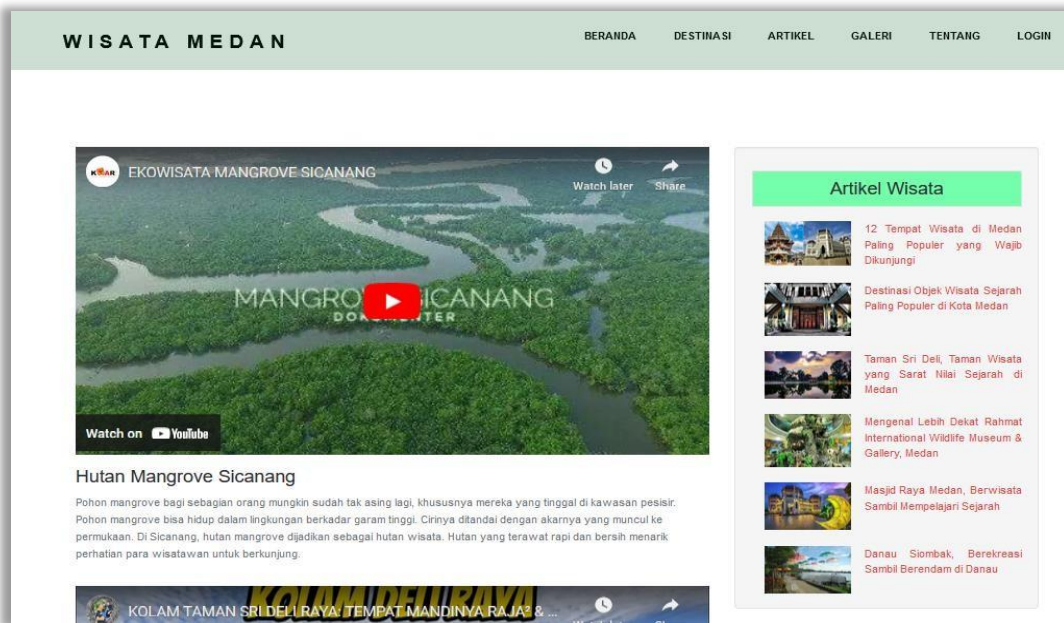 WISATA MEDAN
BERANDA DESTINASI ARTIKEL GALERI TENTANG LOGIN
EKOWISATA MANGROVE SICANANG
Watch later Share
SICANANG
Watch on YouTube
Hutan Mangrove Sicanang
Pohon mangrove bagi sebagian orang mungkin sudah tak asing lagi, khususnya mereka yang tinggal di kawasan pesisir.
Pohon mangrove bisa hidup dalam lingkungan berkadar garam tinggi. Cirinya ditandai dengan akarnya yang muncul ke
permukaan. Di Sicanang, hutan mangrove dijadikan sebagai hutan wisata. Hutan yang terawat rapi dan bersih menarik
perhatian para wisatawan untuk berkunjung.
KOLAM DELI RAYA
KOLAM TAMAN SRI DELI RAYA: TEMPAT MANDINYA RAJA² & ...
Artikel Wisata
12 Tempat Wisata di Medan
Paling Populer yang Wajib
Dikunjungi
Destinasi Objek Wisata Sejarah
Paling Populer di Kota Medan
Taman Sri Deli, Taman Wisata
yang Sarat Nilai Sejarah di
Medan
Mengenal Lebih Dekat Rahmat
International Wildlife Museum &
Gallery, Medan
Masjid Raya Medan, Berwisata
Sambil Mempelajari Sejarah
Danau Siombak, Berekreasi
Sambil Berendam di Danau